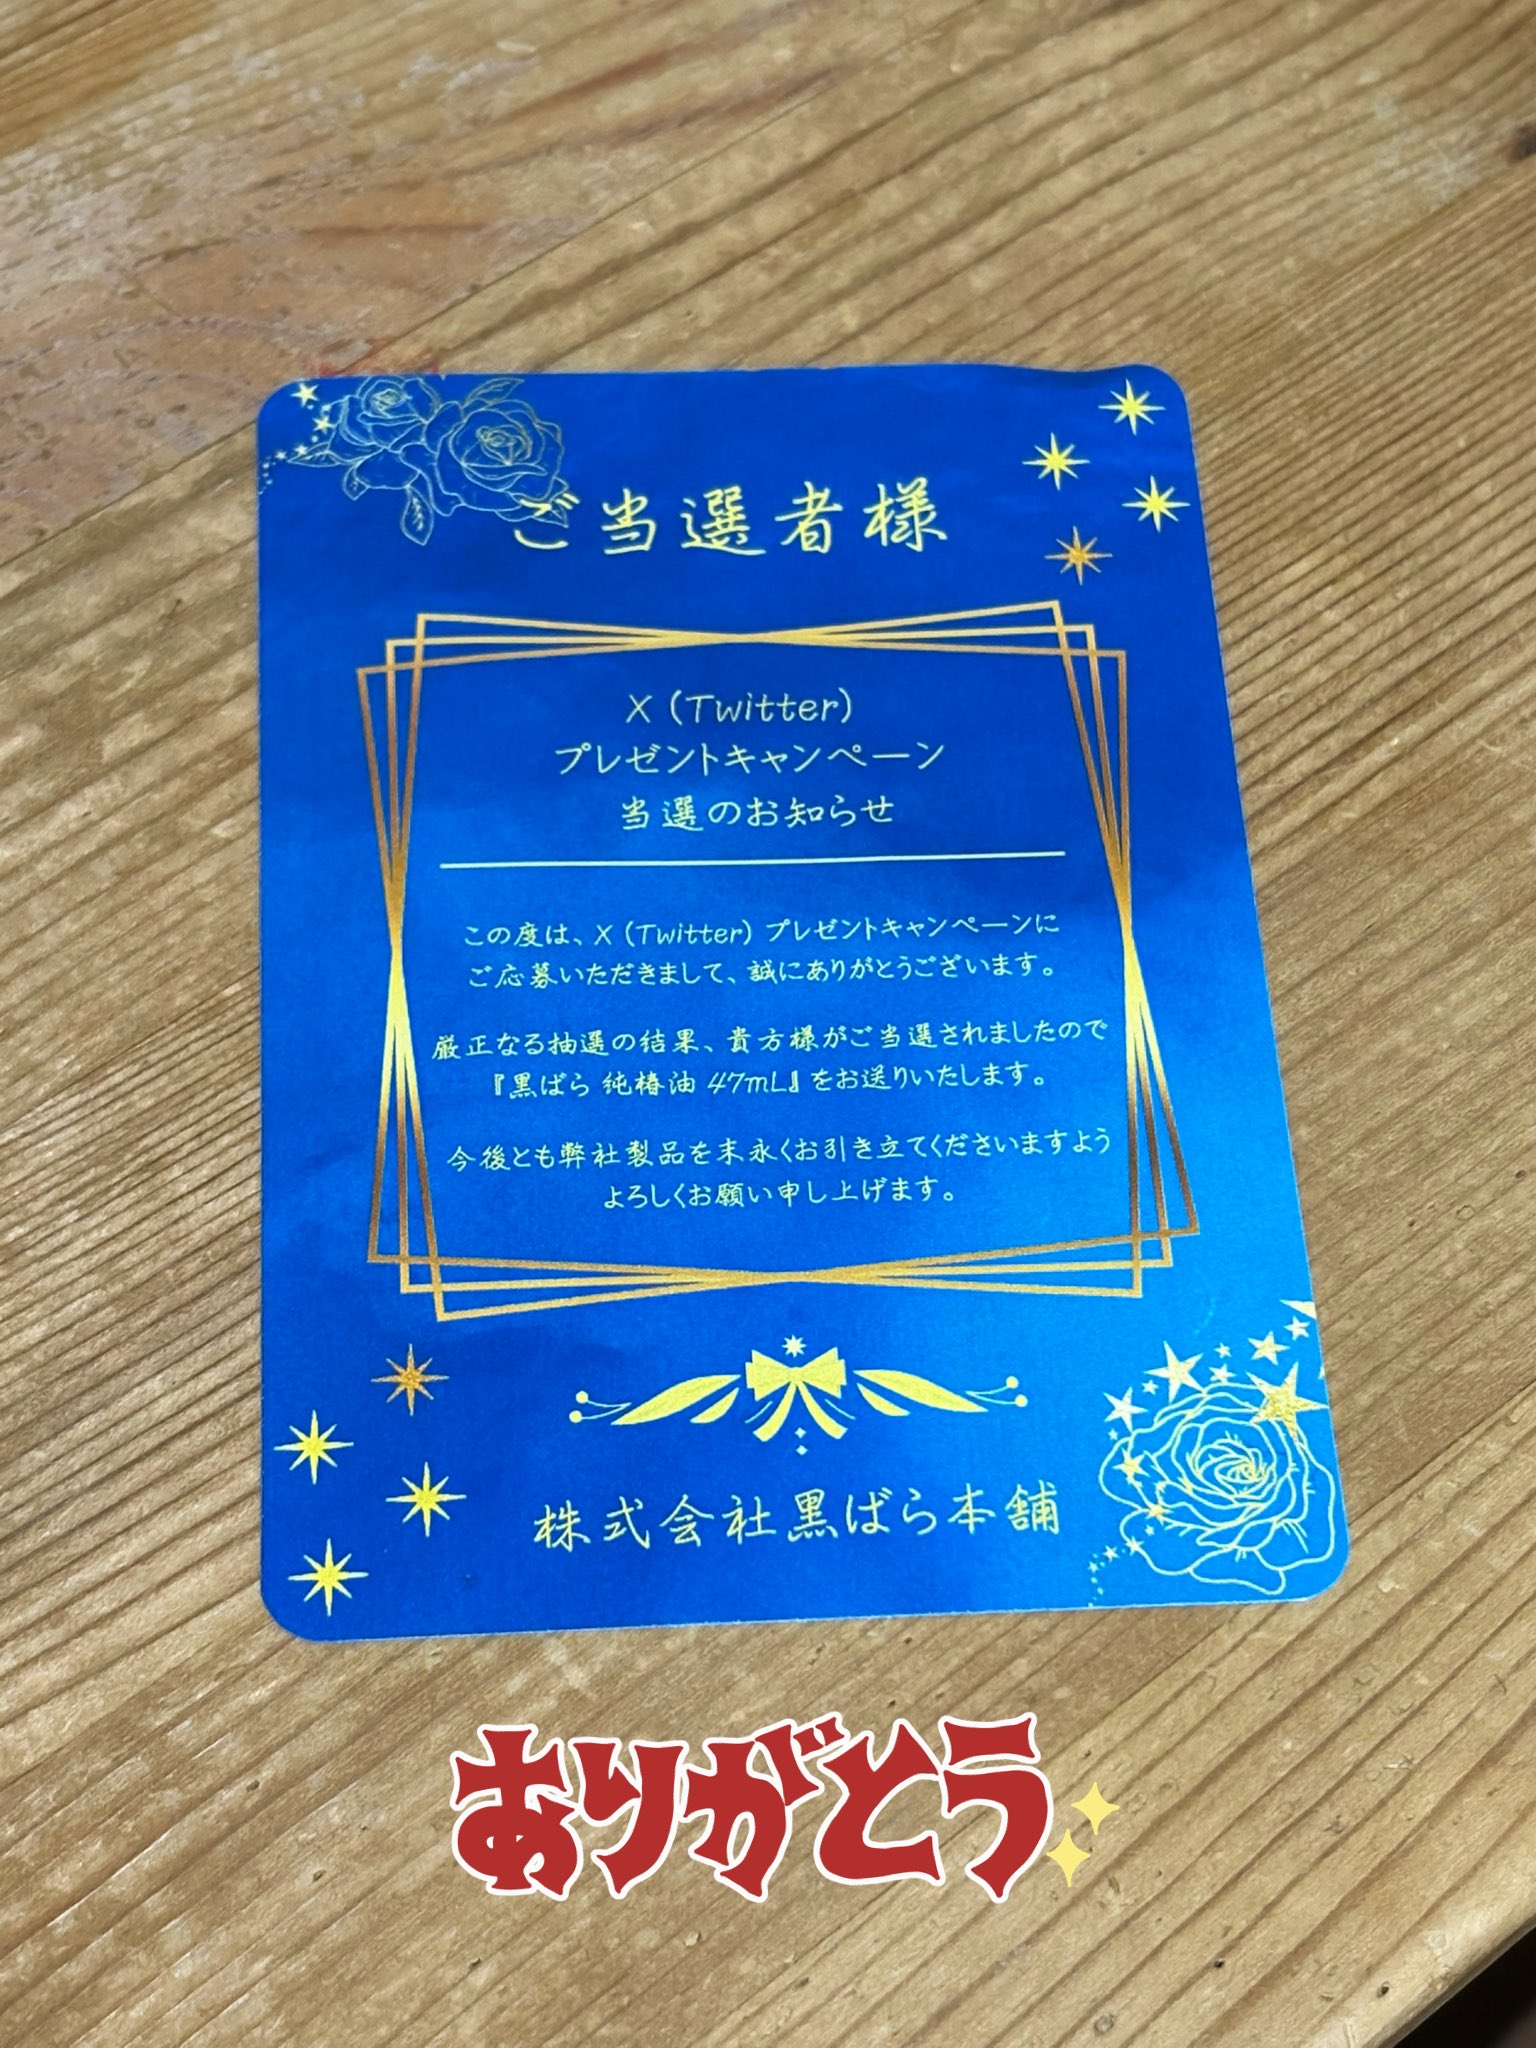 ご当選者様
X (Twitter)
プレゼントキャンペーン
当選のお知らせ
この度は、X (Twitter) プレゼントキャンペーンに
ご応募いただきまして、誠にありがとうございます。
厳正なる抽選の結果、貴方様がご当選されましたので
『黒ばら 純椿油 47mL』をお送りいたします。
今後とも弊社製品を末永くお引き立てくださいますよう
よろしくお願い申し上げます。
株式会社黒ばら本舗
ありがとう